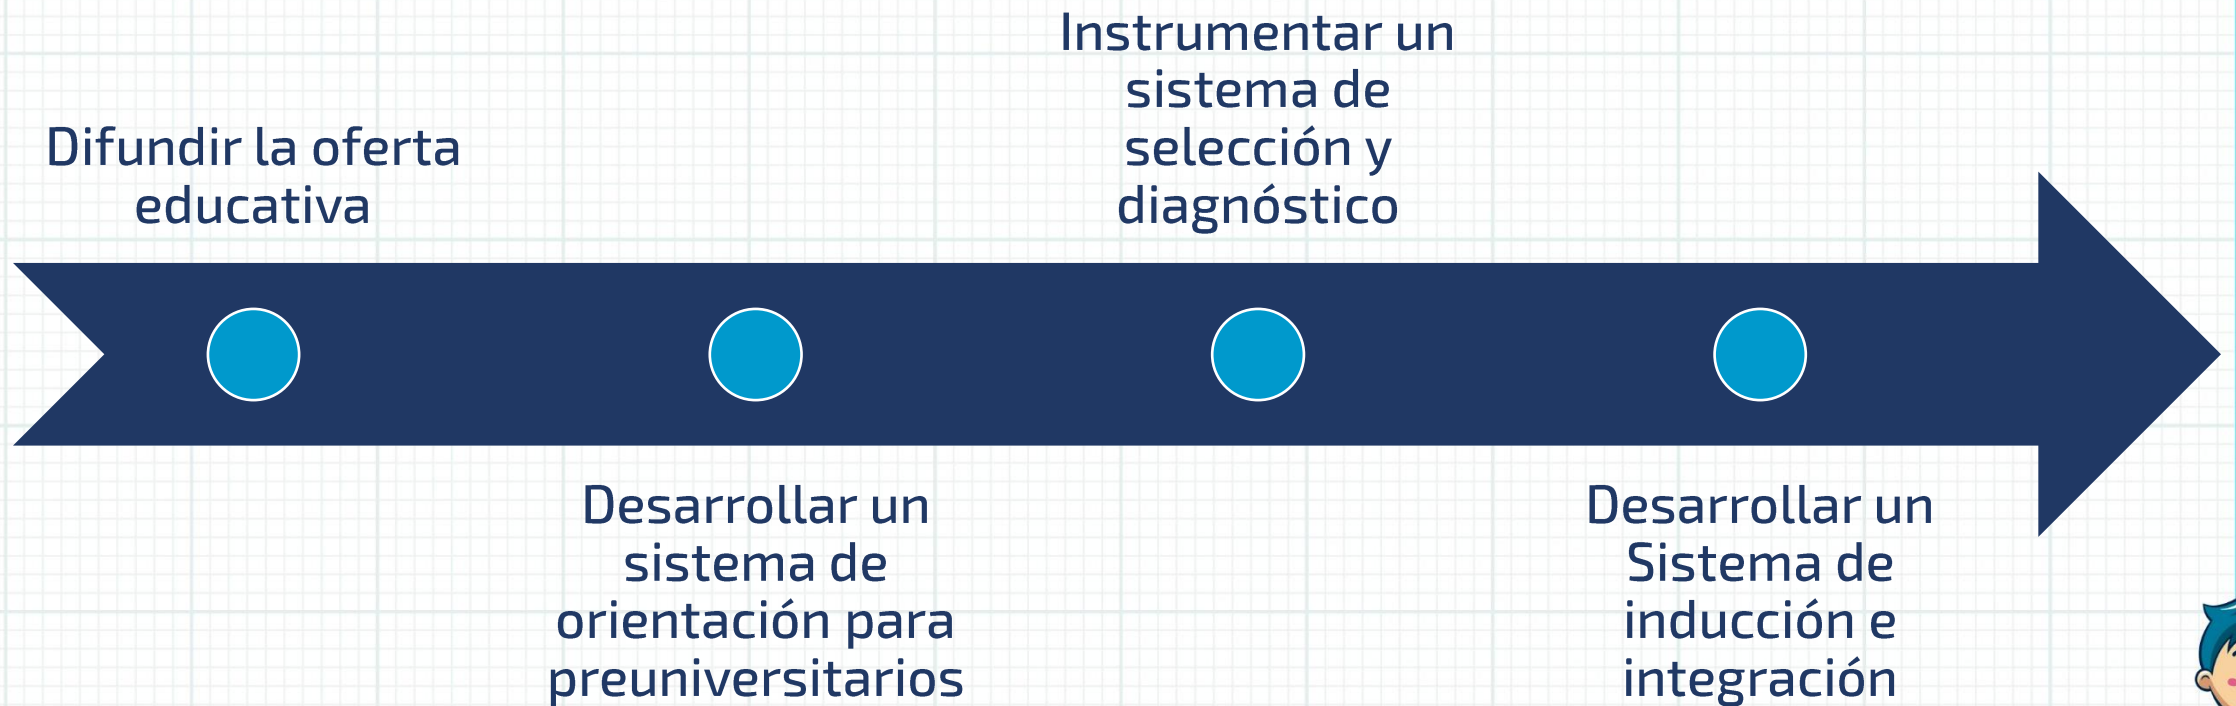 Difundir la oferta
educativa
Desarrollar un
sistema de
orientación para
preuniversitarios
Instrumentar un
sistema de
selección y
diagnóstico
Desarrollar un
Sistema de
inducción e
integración